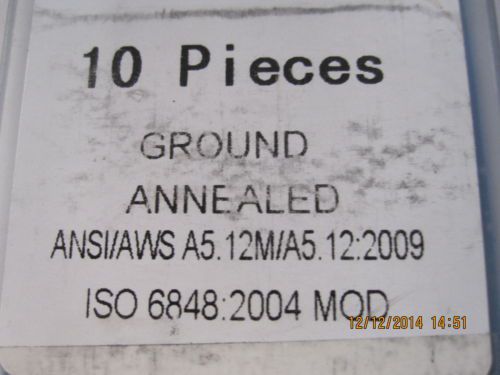 10 Pieces
GROUND
ANNEALED
ANSI/AWS A5.12M/A5.12:2009
ISO 6848:2004 MOD
12/12/2014 14:51